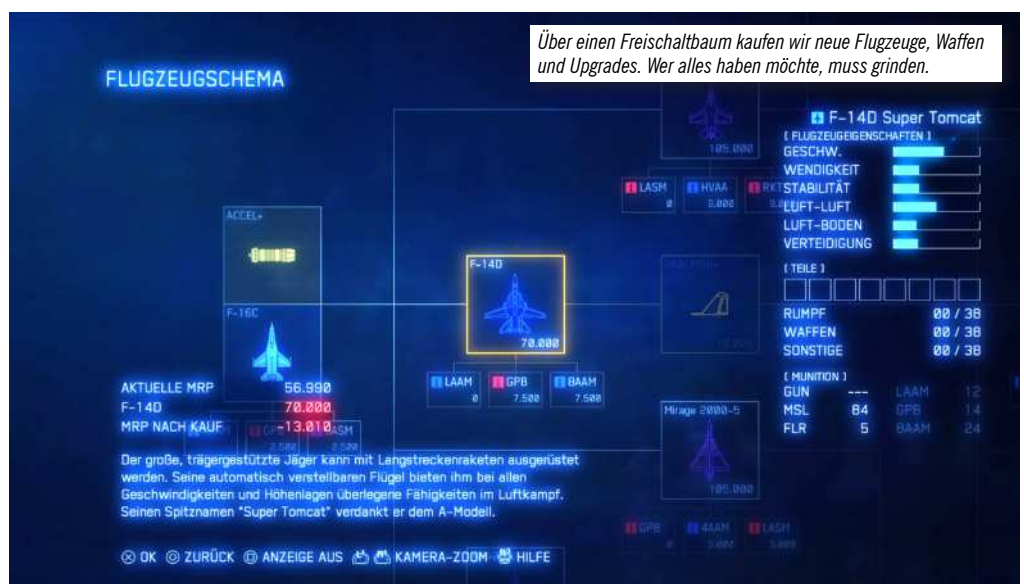 Über einen Freischaltbaum kaufen wir neue Flugzeuge, Waffen
und Upgrades. Wer alles haben möchte, muss grinden.
FLUGZEUGSCHEMA
105.000
LASM
0
HVAA
RKT
ACCEL+
F-16C
F-14D
70.000
LAAM
0
GPB
7.500
8AAM
7.500
Mirage 2000-5
105.000
GPB
0
4AAM
LASM
F-14D Super Tomcat
[ FLUGZEUGEIGENSCHAFTEN ]
GESCHW.
WENDIGKEIT
STABILITÄT
LUFT-LUFT
LUFT-BODEN
VERTEIDIGUNG
[ TEILE ]
RUMPF 00 / 38
WAFFEN 00 / 38
SONSTIGE 00 / 38
[ MUNITION ]
GUN --- LAAM 12
MSL 84 GPB 14
FLR 5 8AAM 24
AKTUELLE MRP 56.990
F-14D 70.000
MRP NACH KAUF -13.010
Der große, trägergestützte Jäger kann mit Langstreckenraketen ausgerüstet
werden. Seine automatisch verstellbaren Flügel bieten ihm bei allen
Geschwindigkeiten und Höhenlagen überlegene Fähigkeiten im Luftkampf.
Seinen Spitznamen "Super Tomcat" verdankt er dem A-Modell.
OK ZURÜCK ANZEIGE AUS KAMERA-ZOOM HILFE